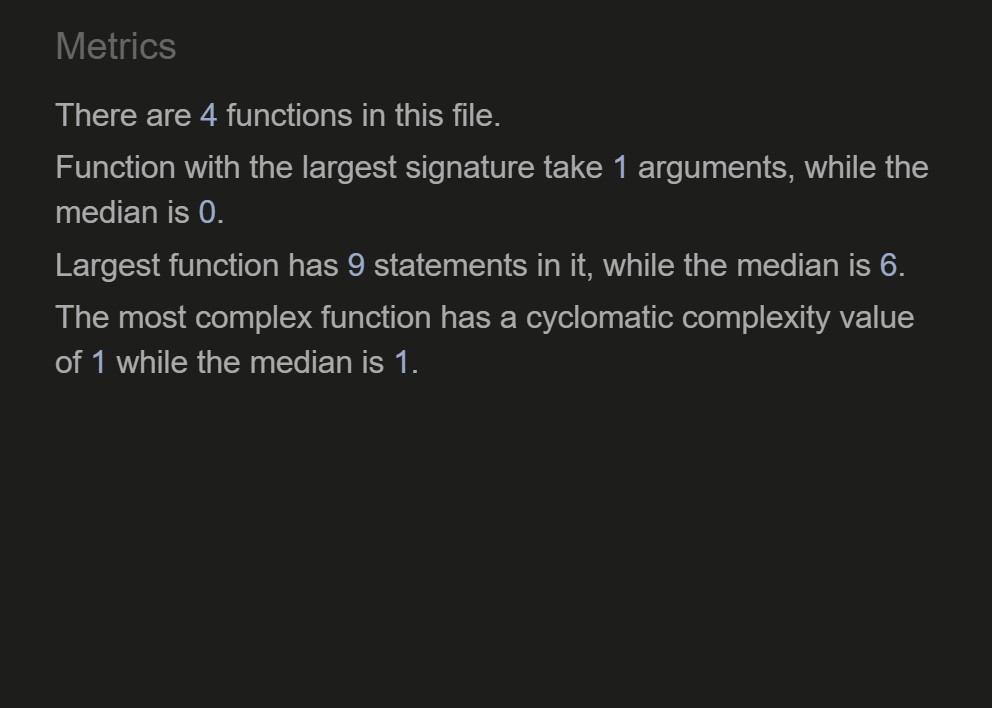 Metrics
There are 4 functions in this file.
Function with the largest signature take 1 arguments, while the
median is 0.
Largest function has 9 statements in it, while the median is 6.
The most complex function has a cyclomatic complexity value
of 1 while the median is 1.